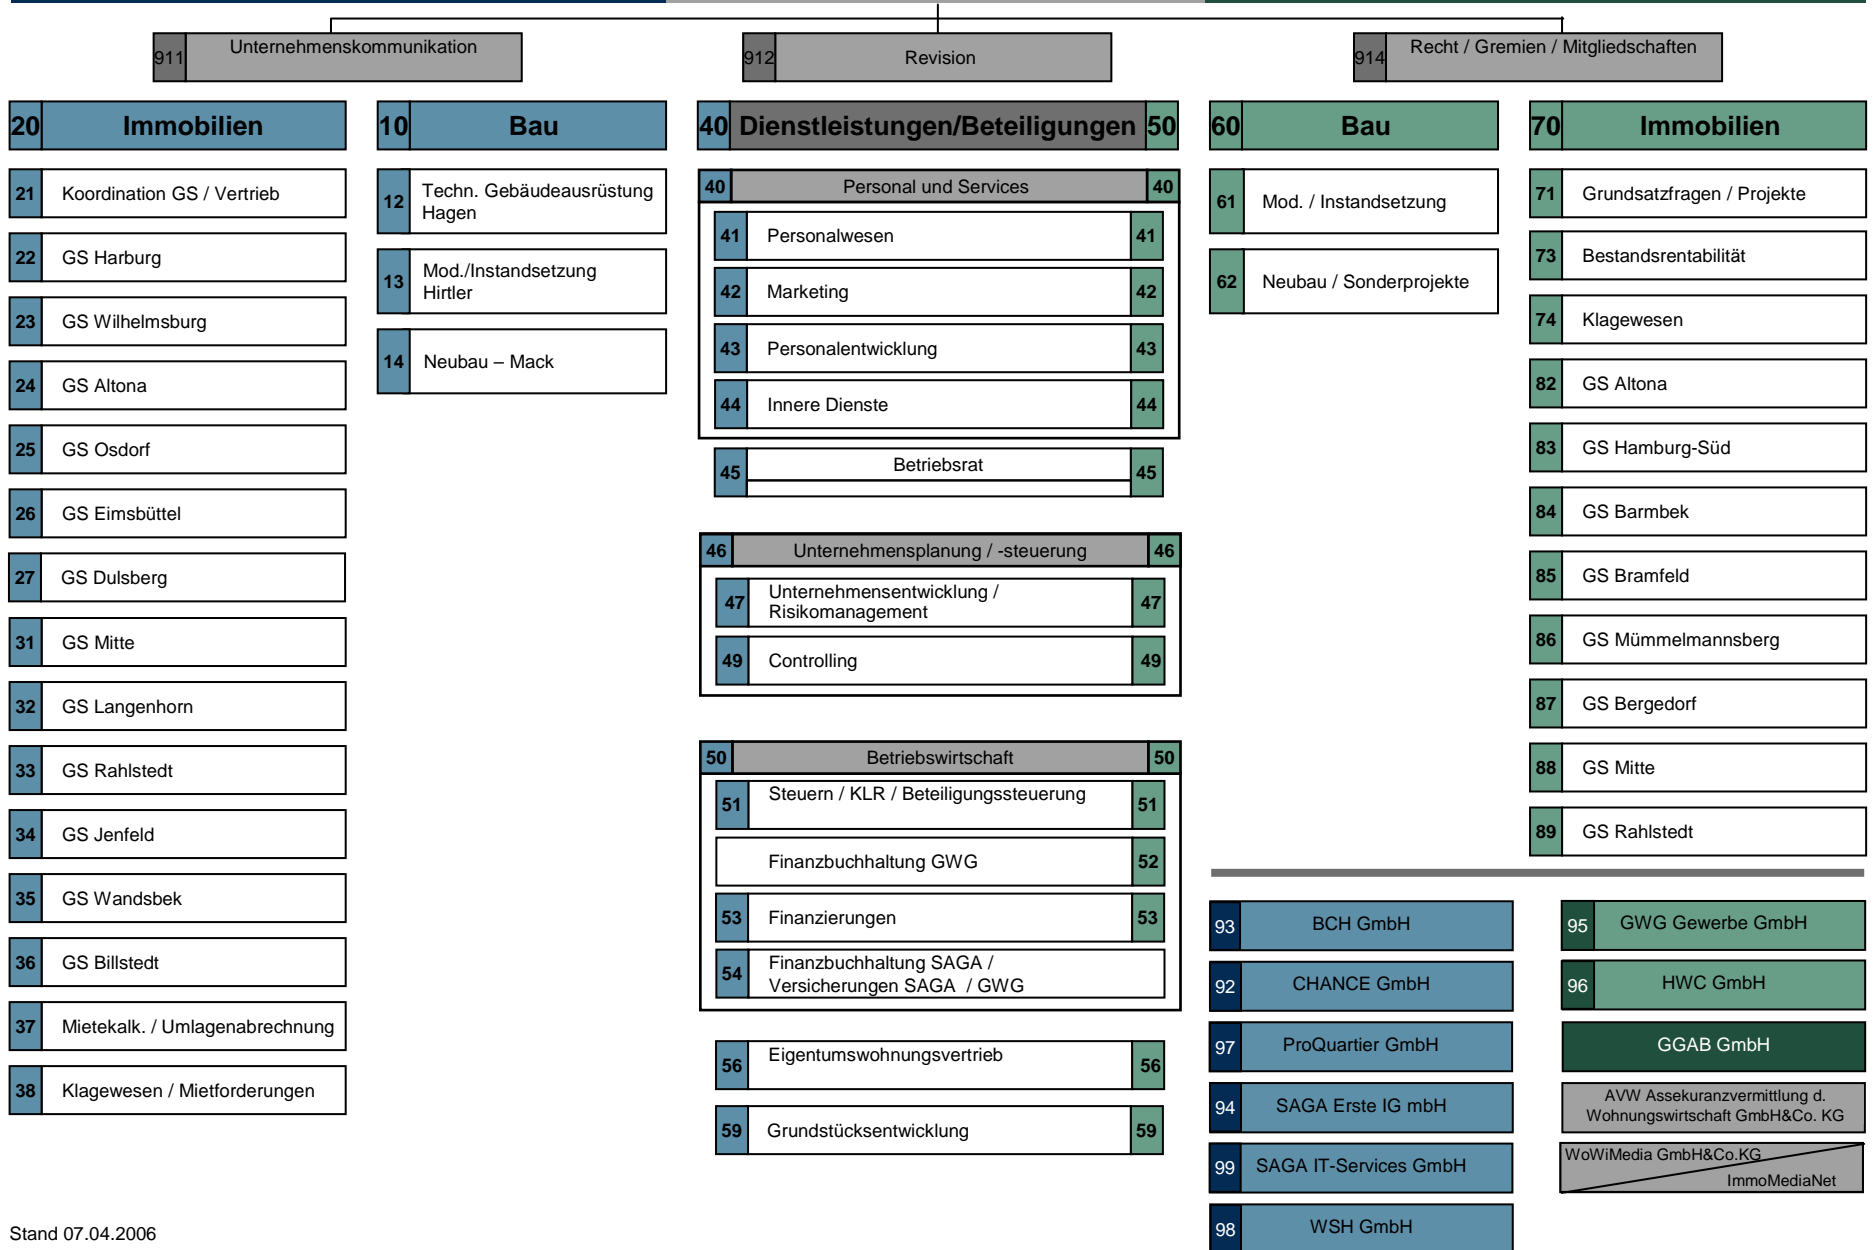 911 Unternehmenskommunikation
912 Revision
914 Recht / Gremien / Mitgliedschaften
20 Immobilien
21 Koordination GS / Vertrieb
22 GS Harburg
23 GS Wilhelmsburg
24 GS Altona
25 GS Osdorf
26 GS Eimsbüttel
27 GS Dulsberg
31 GS Mitte
32 GS Langenhorn
33 GS Rahlstedt
34 GS Jenfeld
35 GS Wandsbek
36 GS Billstedt
37 Mietekalk. / Umlagenabrechnung
38 Klagewesen / Mietforderungen
10 Bau
12 Techn. Gebäudeausrüstung
Hagen
13 Mod./Instandsetzung
Hirtler
14 Neubau – Mack
40 Dienstleistungen/Beteiligungen 50
40 Personal und Services 40
41 Personalwesen 41
42 Marketing 42
43 Personalentwicklung 43
44 Innere Dienste 44
45 Betriebsrat 45
46 Unternehmensplanung / -steuerung 46
47 Unternehmensentwicklung / 47
Risikomanagement
49 Controlling 49
50 Betriebswirtschaft 50
51 Steuern / KLR / Beteiligungssteuerung 51
Finanzbuchhaltung GWG 52
53 Finanzierungen 53
54 Finanzbuchhaltung SAGA /
Versicherungen SAGA / GWG
56 Eigentumswohnungsvertrieb 56
59 Grundstücksentwicklung 59
60 Bau
61 Mod. / Instandsetzung
62 Neubau / Sonderprojekte
70 Immobilien
71 Grundsatzfragen / Projekte
73 Bestandsrentabilität
74 Klagewesen
82 GS Altona
83 GS Hamburg-Süd
84 GS Barmbek
85 GS Bramfeld
86 GS Mümmelmannsberg
87 GS Bergedorf
88 GS Mitte
89 GS Rahlstedt
93 BCH GmbH
92 CHANCE GmbH
97 ProQuartier GmbH
94 SAGA Erste IG mbH
99 SAGA IT-Services GmbH
98 WSH GmbH
95 GWG Gewerbe GmbH
96 HWC GmbH
GGAB GmbH
AVW Assekuranzvermittlung d.
Wohnungswirtschaft GmbH&Co. KG
WoWiMedia GmbH&Co.KG
ImmoMediaNet
Stand 07.04.2006